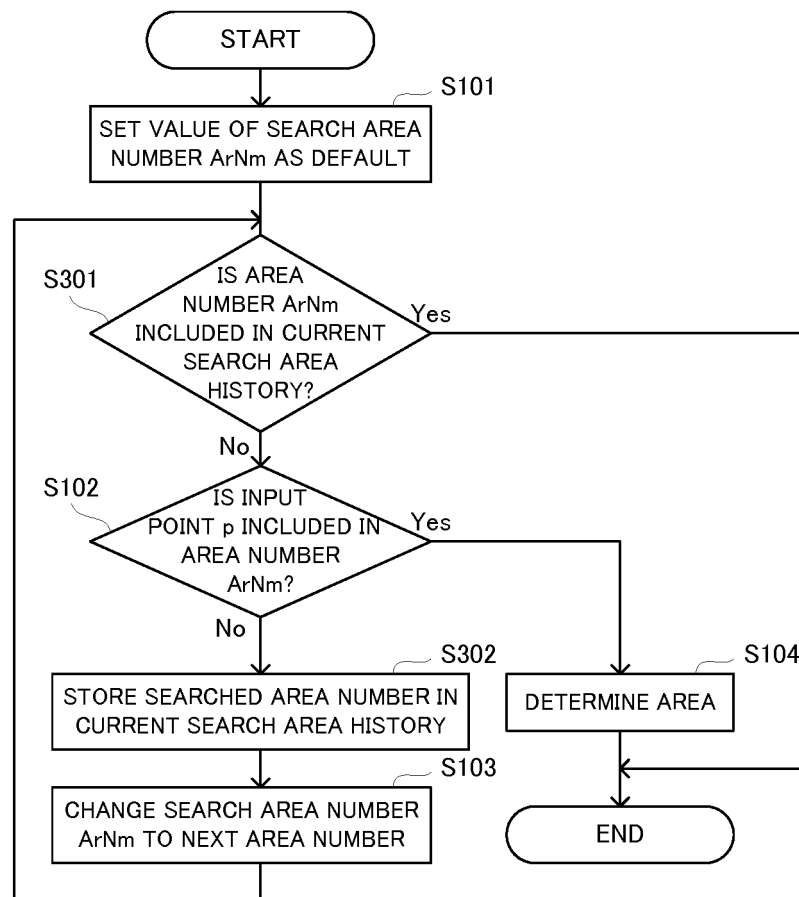 START
S101
SET VALUE OF SEARCH AREA
NUMBER ArNm AS DEFAULT
S301
IS AREA
NUMBER ArNm
INCLUDED IN CURRENT
SEARCH AREA
HISTORY?
Yes
No
S102
IS INPUT
POINT p INCLUDED IN
AREA NUMBER
ArNm?
Yes
No
S302
STORE SEARCHED AREA NUMBER IN
CURRENT SEARCH AREA HISTORY
S104
DETERMINE AREA
S103
CHANGE SEARCH AREA NUMBER
ArNm TO NEXT AREA NUMBER
END